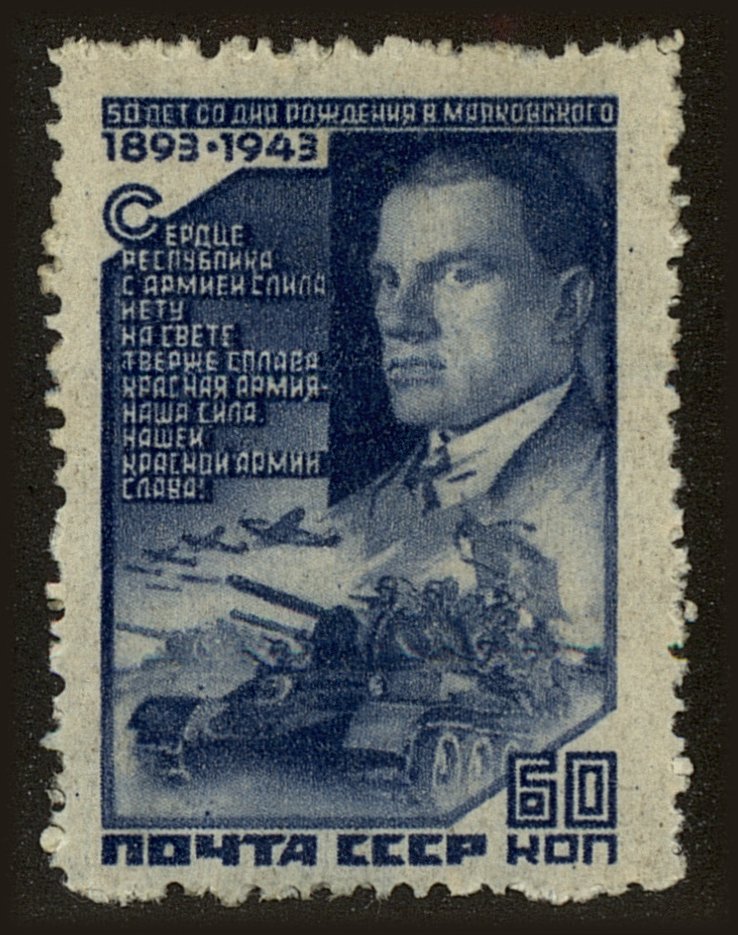 50 ЛЕТ СО ДНЯ РОЖДЕНИЯ В МАЯКОВСКОГО
1893·1943
СЕРДЦЕ
РЕСПУБЛИКА
С АРМИЕЙ СЛИЛА
НЕТУ
НА СВЕТЕ
ТВЕРЖЕ СПЛАВА.
КРАСНАЯ АРМИЯ-
НАША СИЛА.
НАШЕЙ
КРАСНОЙ АРМИИ
СЛАВА!
60
ПОЧТА СССР КОП